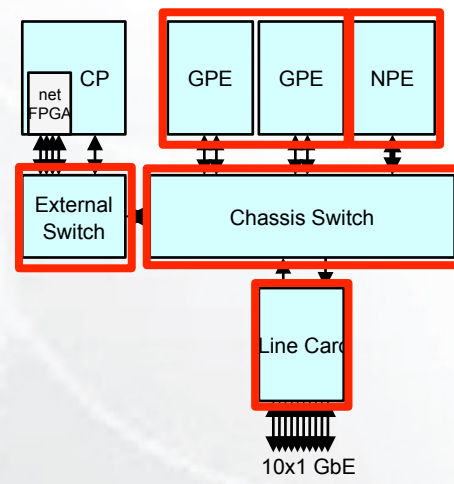 CP
net
FPGA
GPE
GPE
NPE
External
Switch
Chassis Switch
Line Card
10x1 GbE